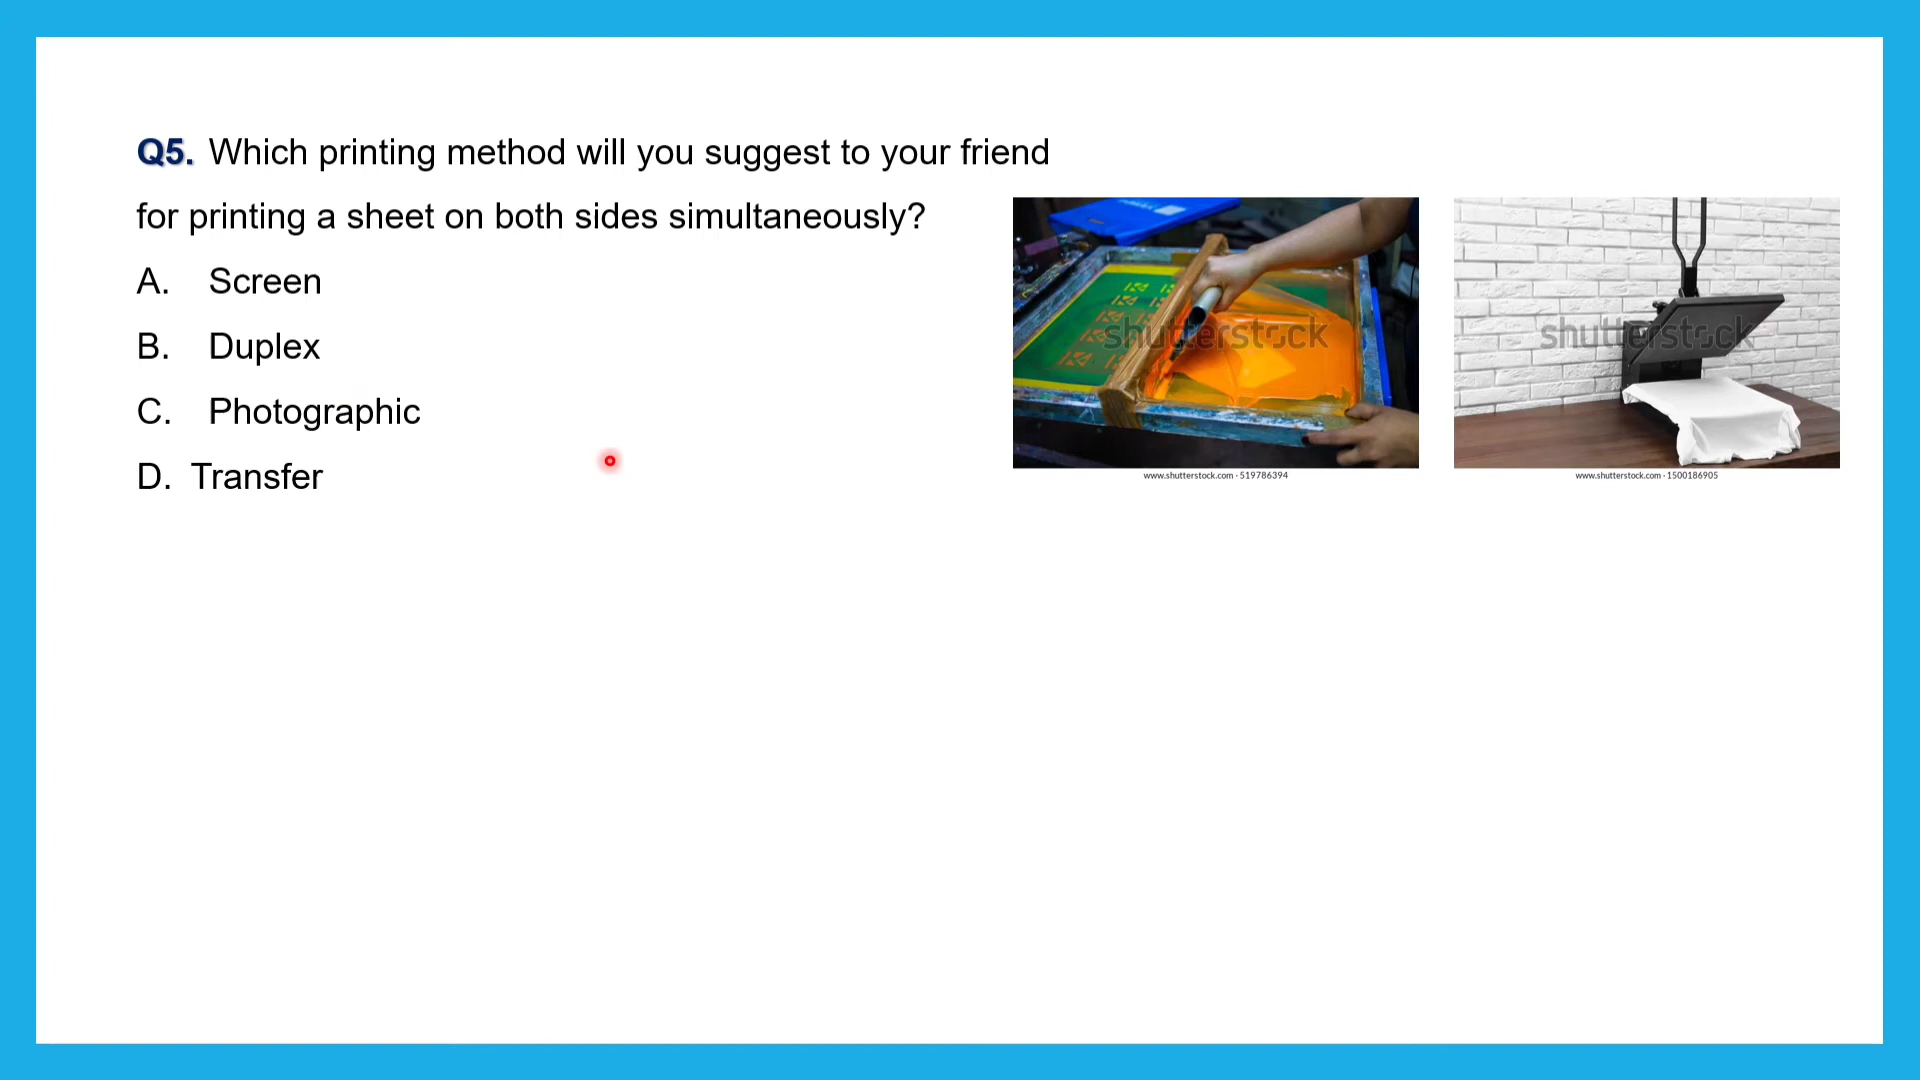 Q5. Which printing method will you suggest to your friend
for printing a sheet on both sides simultaneously?
A. Screen
B. Duplex
C. Photographic
D. Transfer
shutterstock
shutterstock
www.shutterstock.com · 519786394
www.shutterstock.com · 1500186905